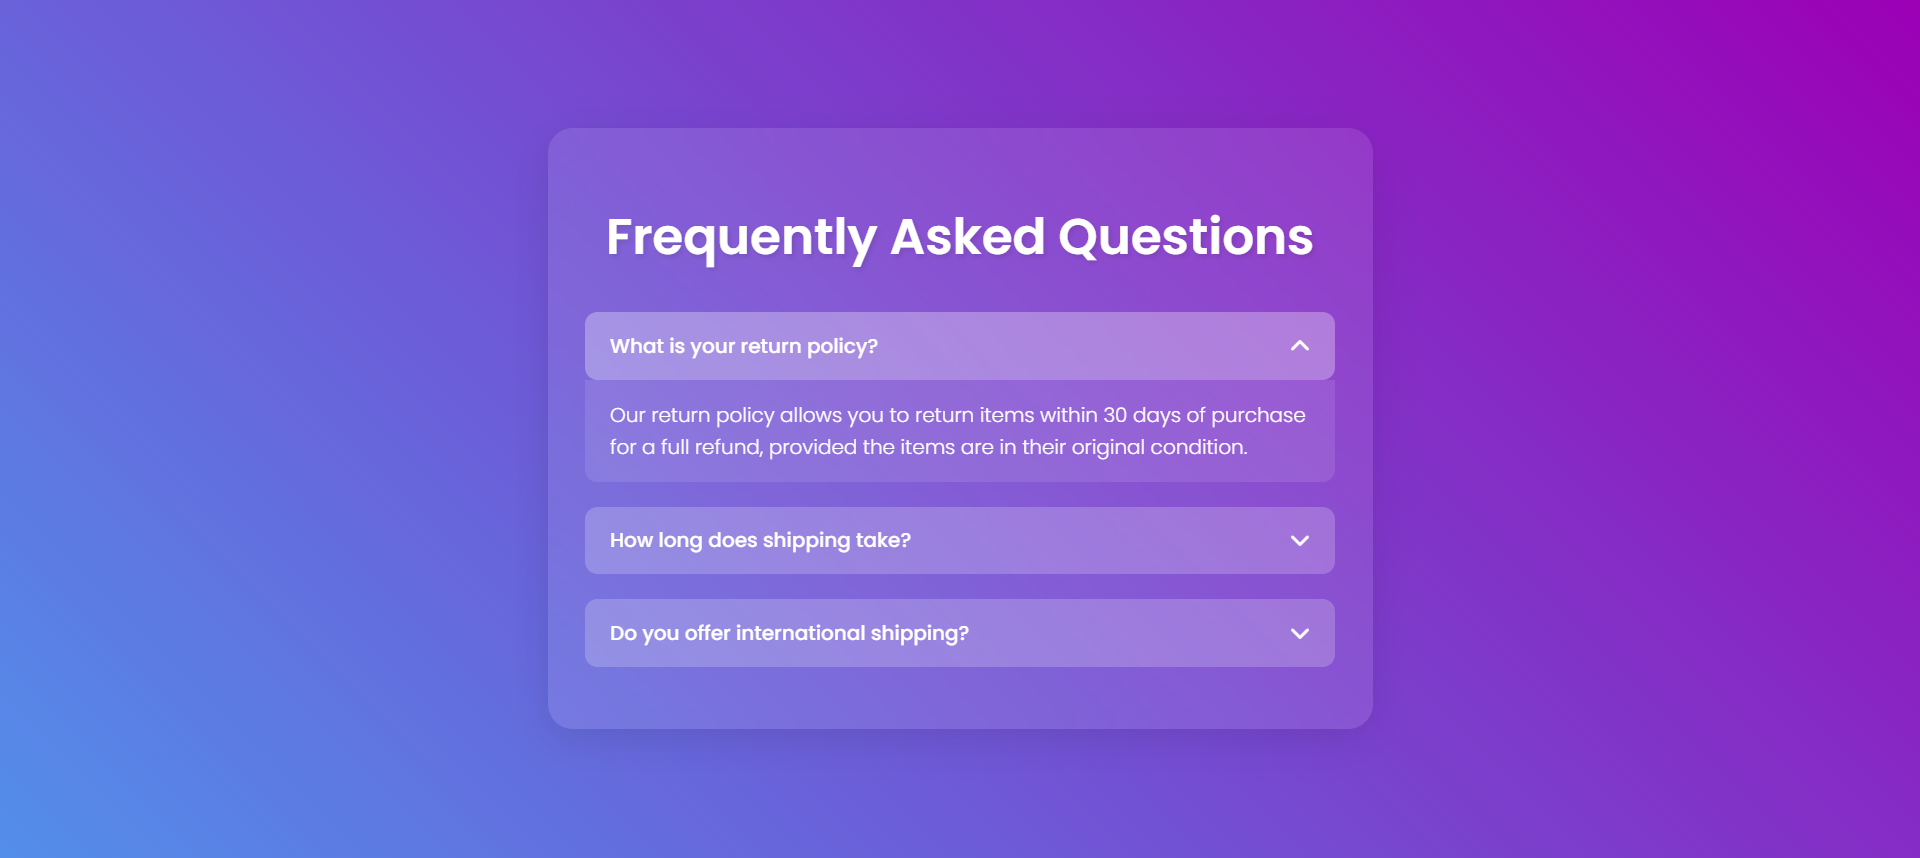 Frequently Asked Questions
What is your return policy?
Our return policy allows you to return items within 30 days of purchase
for a full refund, provided the items are in their original condition.
How long does shipping take?
Do you offer international shipping?